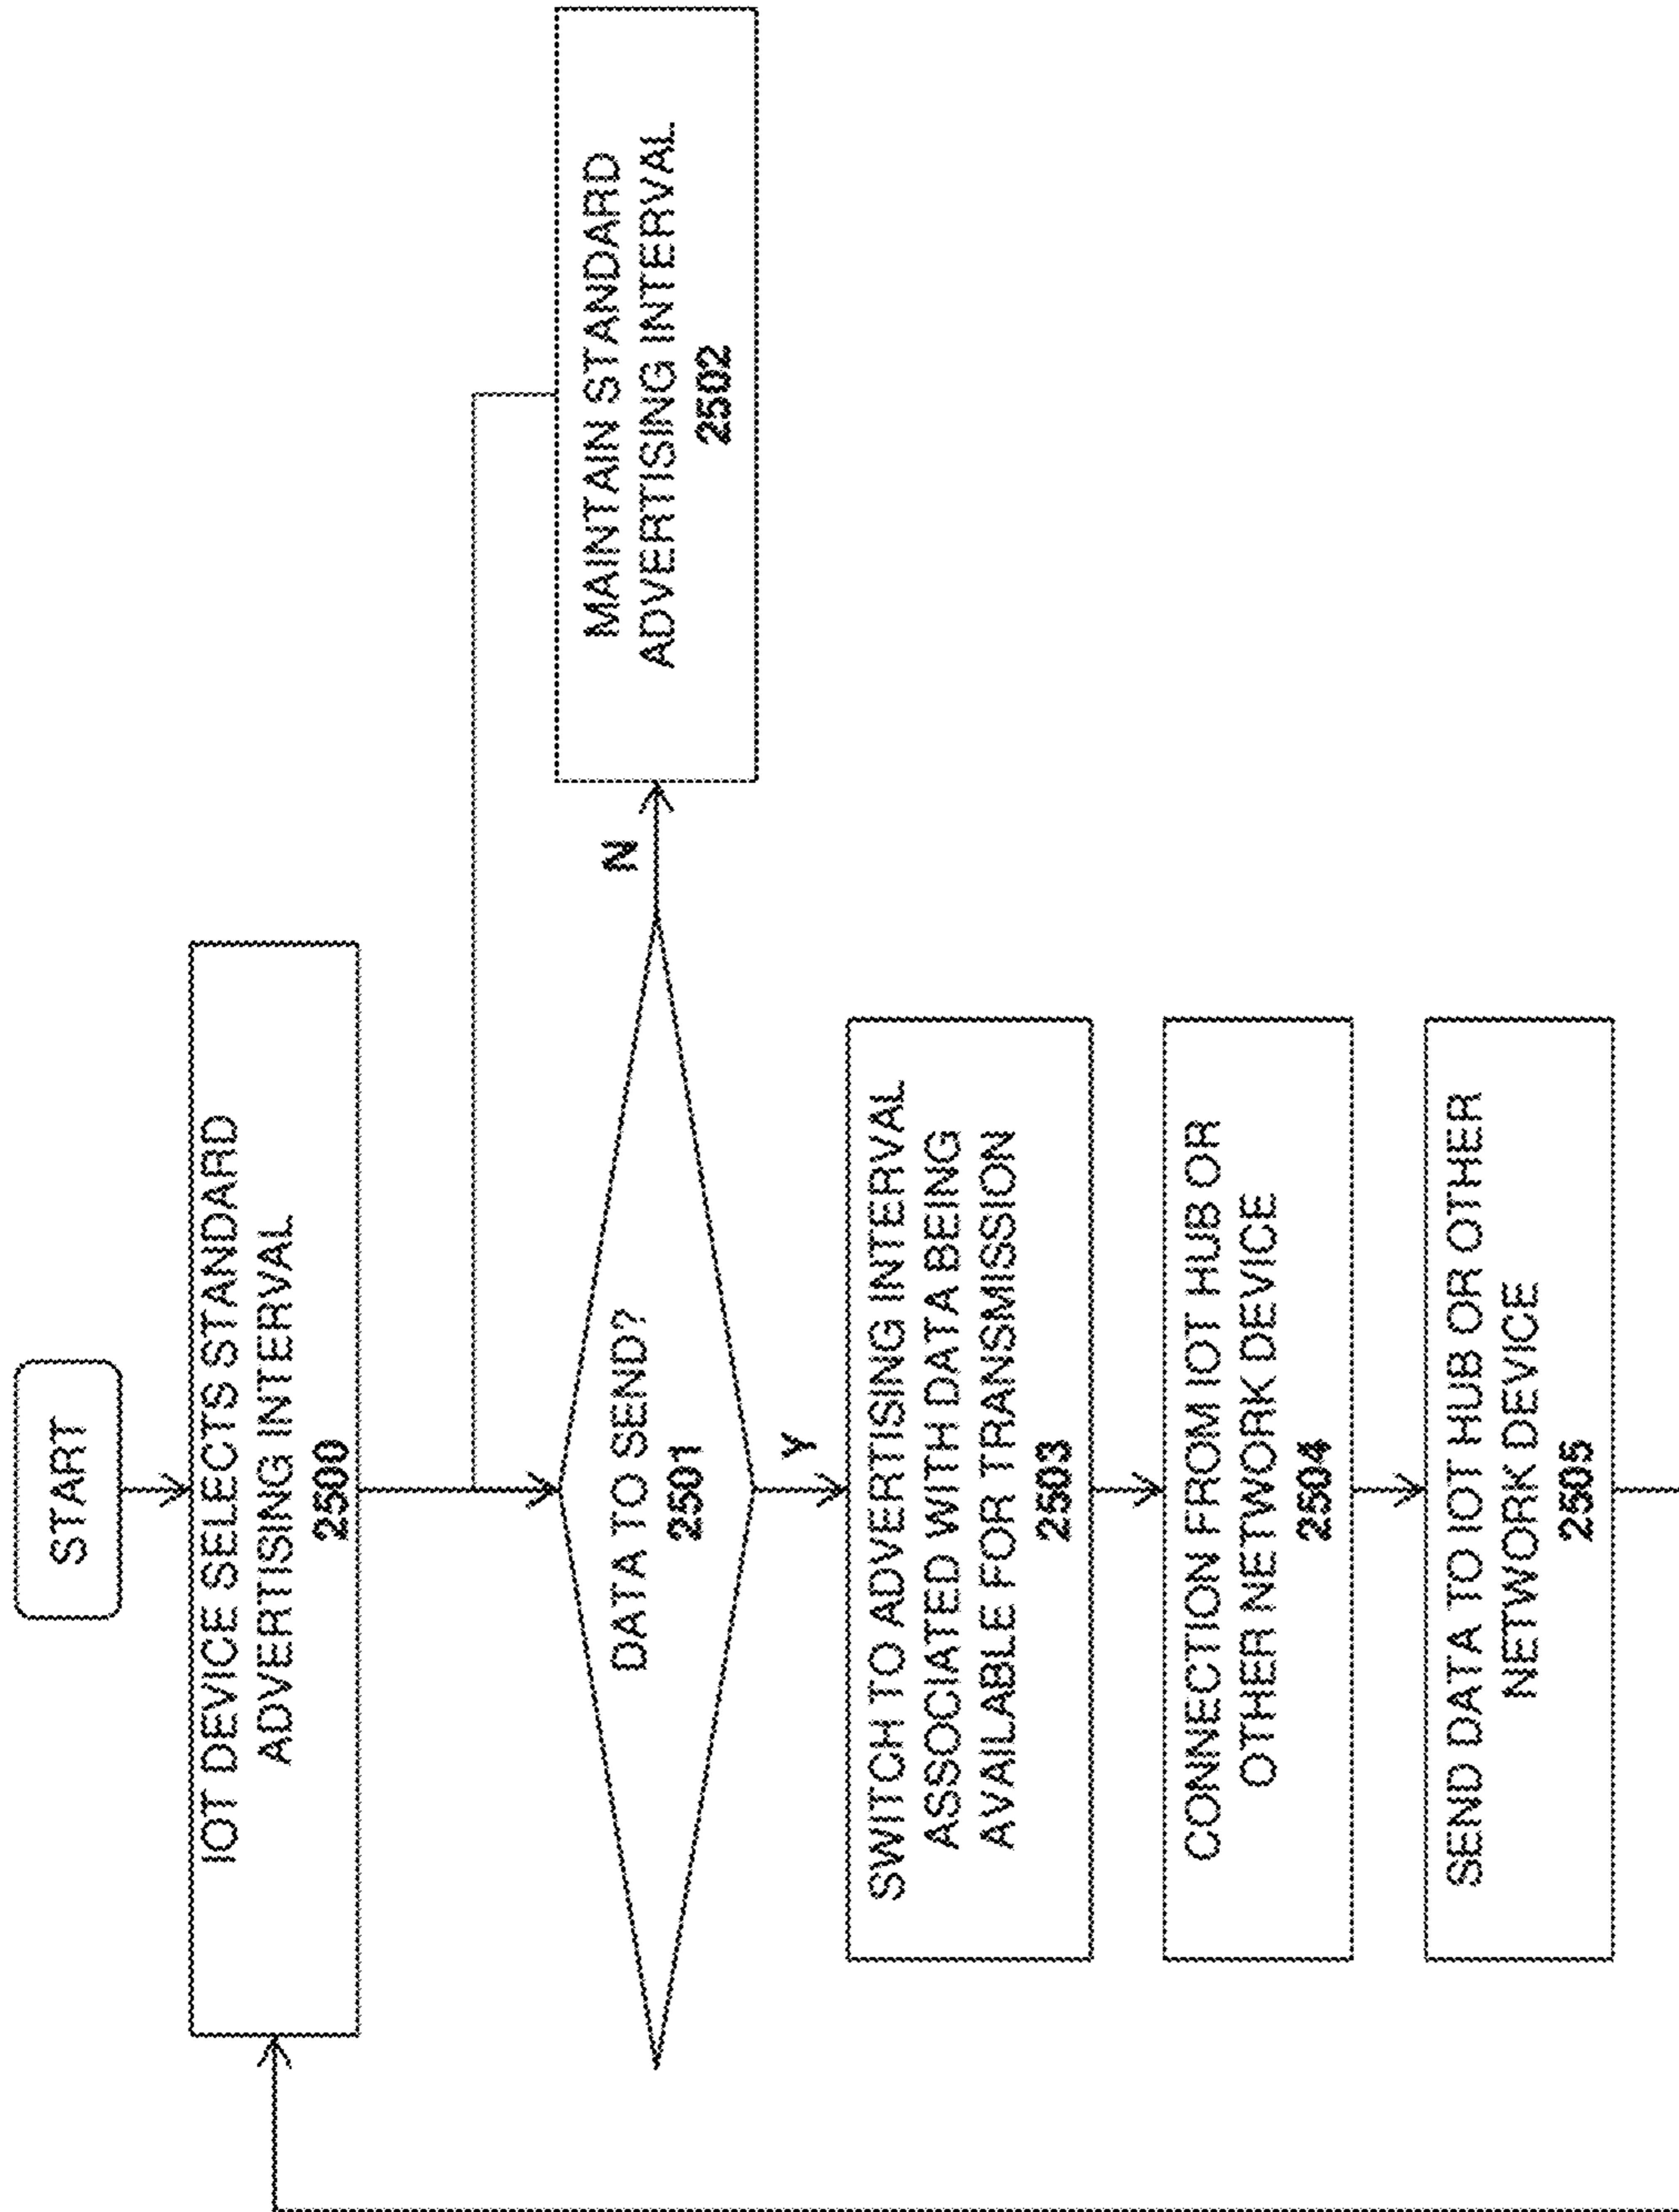 START
IOT DEVICE SELECTS STANDARD
ADVERTISING INTERVAL
2500
DATA TO SEND?
2501
N
MAINTAIN STANDARD
ADVERTISING INTERVAL
2502
Y
SWITCH TO ADVERTISING INTERVAL
ASSOCIATED WITH DATA BEING
AVAILABLE FOR TRANSMISSION
2503
CONNECTION FROM IOT HUB OR
OTHER NETWORK DEVICE
2504
SEND DATA TO IOT HUB OR OTHER
NETWORK DEVICE
2505